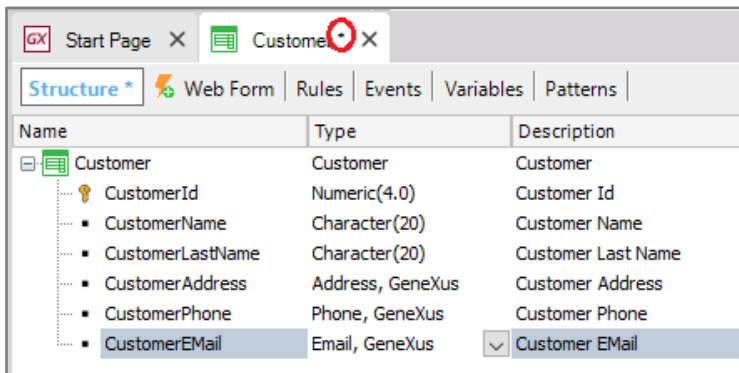 GX Start Page Customer *
Structure * Web Form Rules Events Variables Patterns
Name Type Description
Customer Customer Customer
CustomerId Numeric(4.0) Customer Id
CustomerName Character(20) Customer Name
CustomerLastName Character(20) Customer Last Name
CustomerAddress Address, GeneXus Customer Address
CustomerPhone Phone, GeneXus Customer Phone
CustomerEMail Email, GeneXus Customer EMail